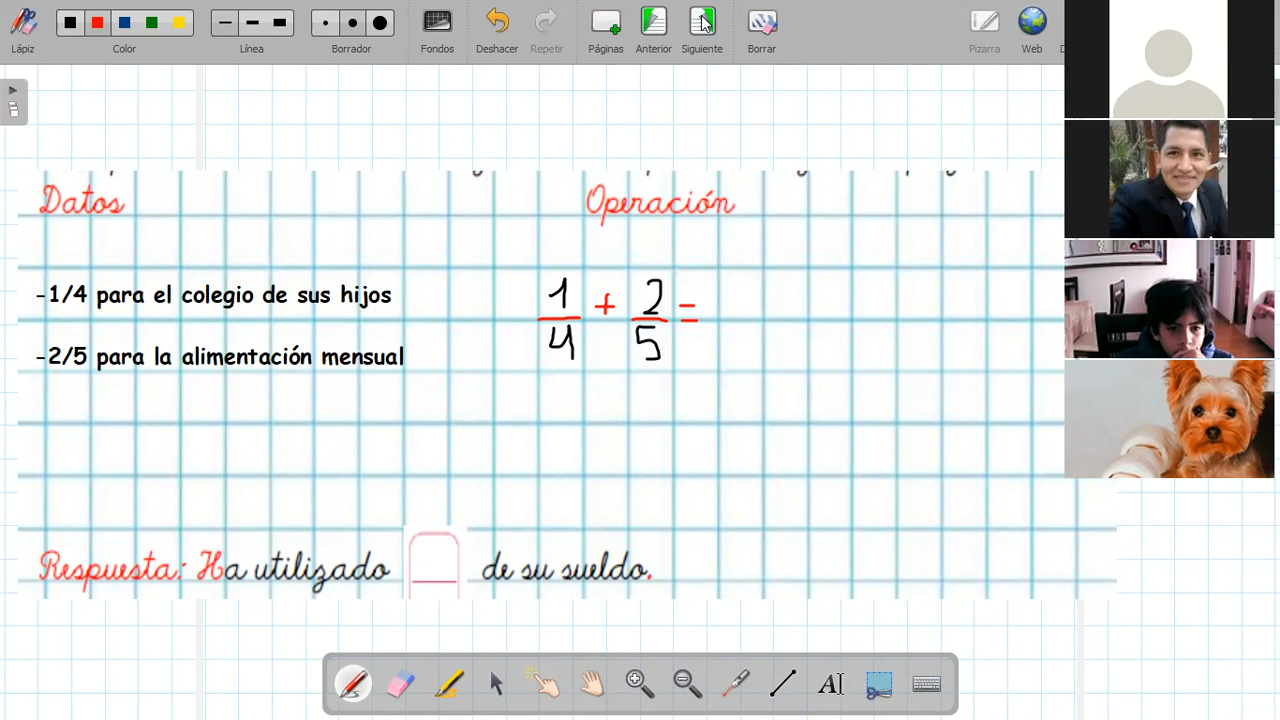 Lápiz Color Línea Borrador Fondos Deshacer Repetir Páginas Anterior Siguiente Borrar Pizarra Web
Datos Operación
-1/4 para el colegio de sus hijos
-2/5 para la alimentación mensual
1/4 + 2/5 =
Respuesta: Ha utilizado de su sueldo.
AI